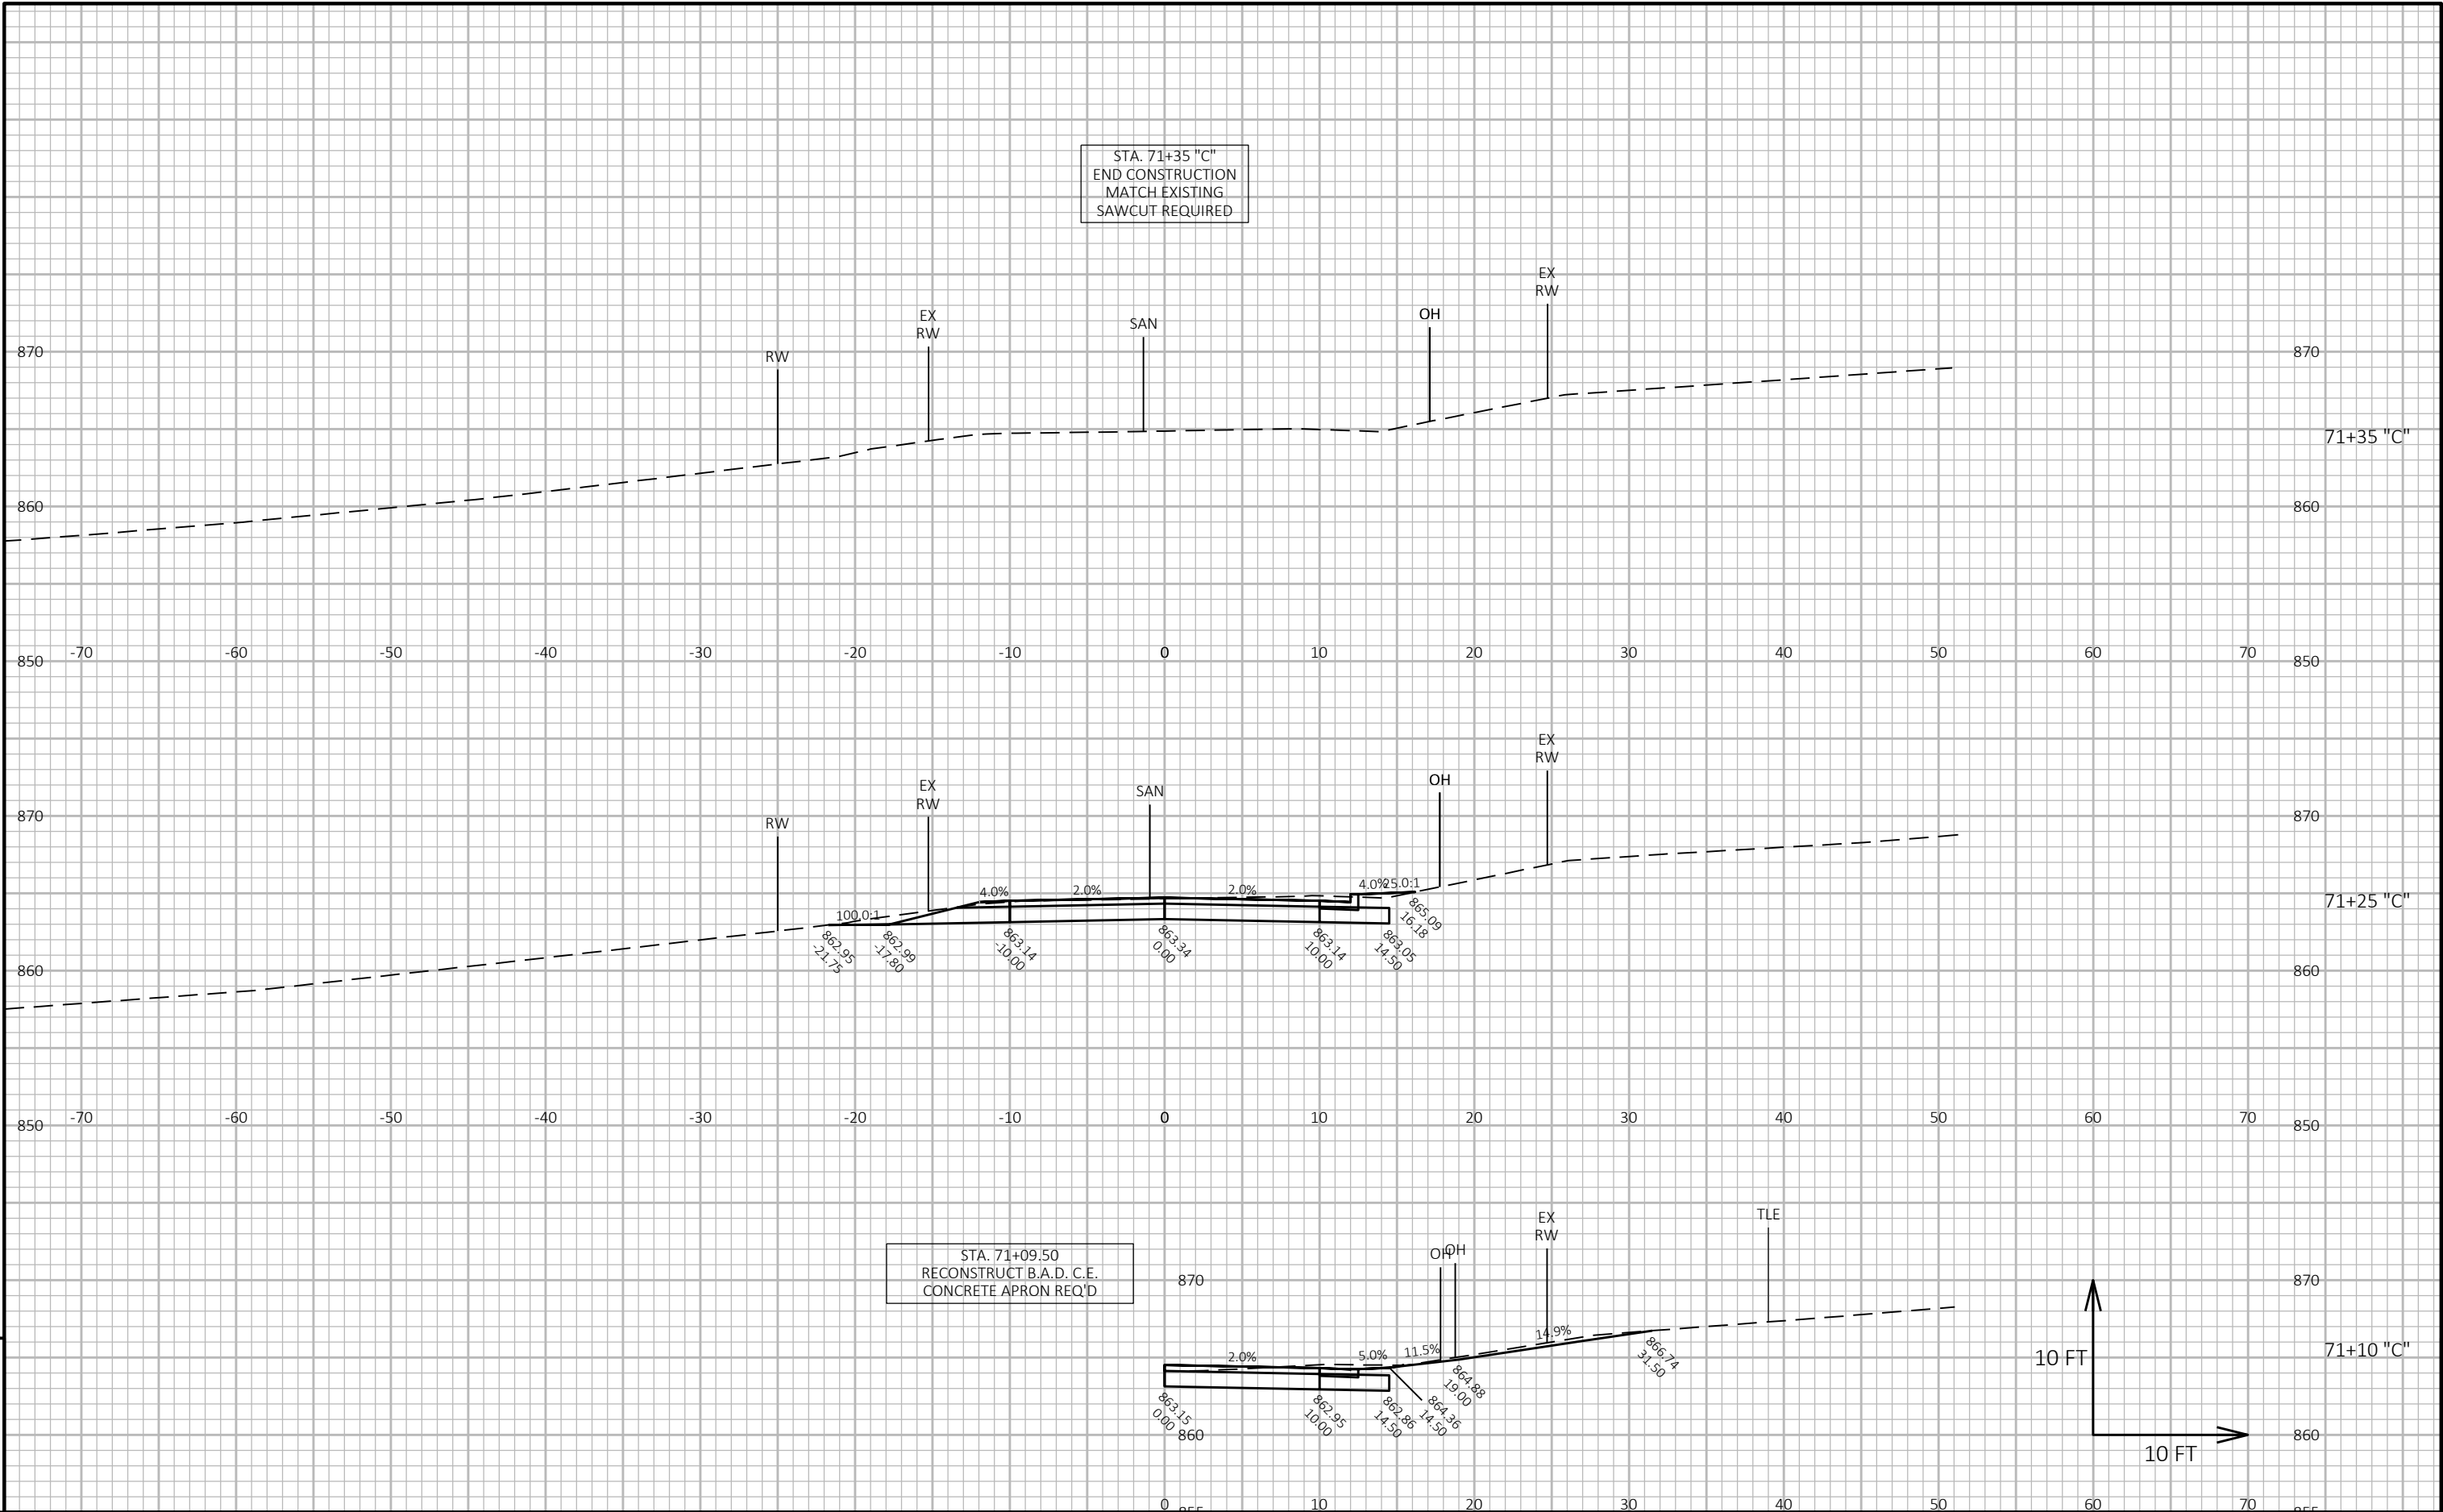 STA. 71+35 "C"
END CONSTRUCTION
MATCH EXISTING
SAWCUT REQUIRED
EX
RW
EX
RW
SAN
OH
RW
870
870
71+35 "C"
860
860
850
-70
-60
-50
-40
-30
-20
-10
0
10
20
30
40
50
60
70
850
EX
RW
EX
RW
SAN
OH
RW
870
870
4.0%
2.0%
2.0%
4.0%
25.0:1
100.0:1
71+25 "C"
862.95
-21.75
862.99
-17.80
863.14
-10.00
863.34
0.00
863.14
10.00
863.05
14.50
865.09
16.18
860
860
850
-70
-60
-50
-40
-30
-20
-10
0
10
20
30
40
50
60
70
850
EX
RW
TLE
OH
OH
STA. 71+09.50
RECONSTRUCT B.A.D. C.E.
CONCRETE APRON REQ'D
870
870
2.0%
5.0%
11.5%
14.9%
71+10 "C"
10 FT
863.15
0.00
862.95
10.00
862.86
14.50
864.36
14.50
864.88
19.00
866.74
31.50
860
860
10 FT
0
10
20
30
40
50
60
70
855
855